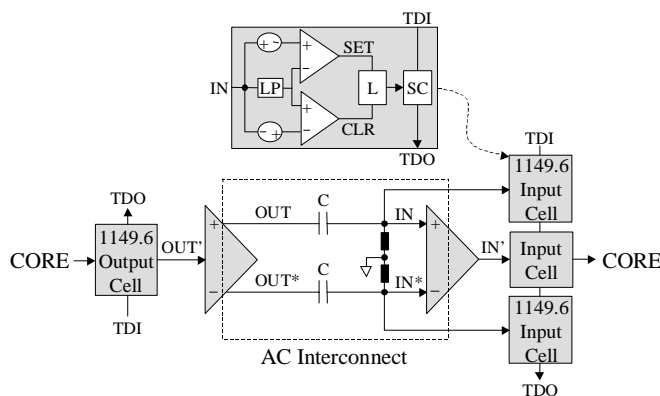 TDI
+ -
+
SET
-
IN
LP
L
SC
+
- +
-
CLR
TDO
TDI
TDO
1149.6
Input
Cell
C
1149.6
Output
Cell
OUT’
+
OUT
IN
+
CORE
IN’
Input
Cell
CORE
C
-
OUT*
IN*
-
TDI
1149.6
Input
Cell
AC Interconnect
TDO